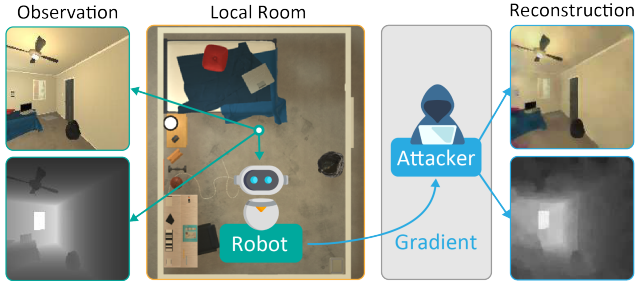 Observation
Local Room
Reconstruction
Attacker
Robot
Gradient